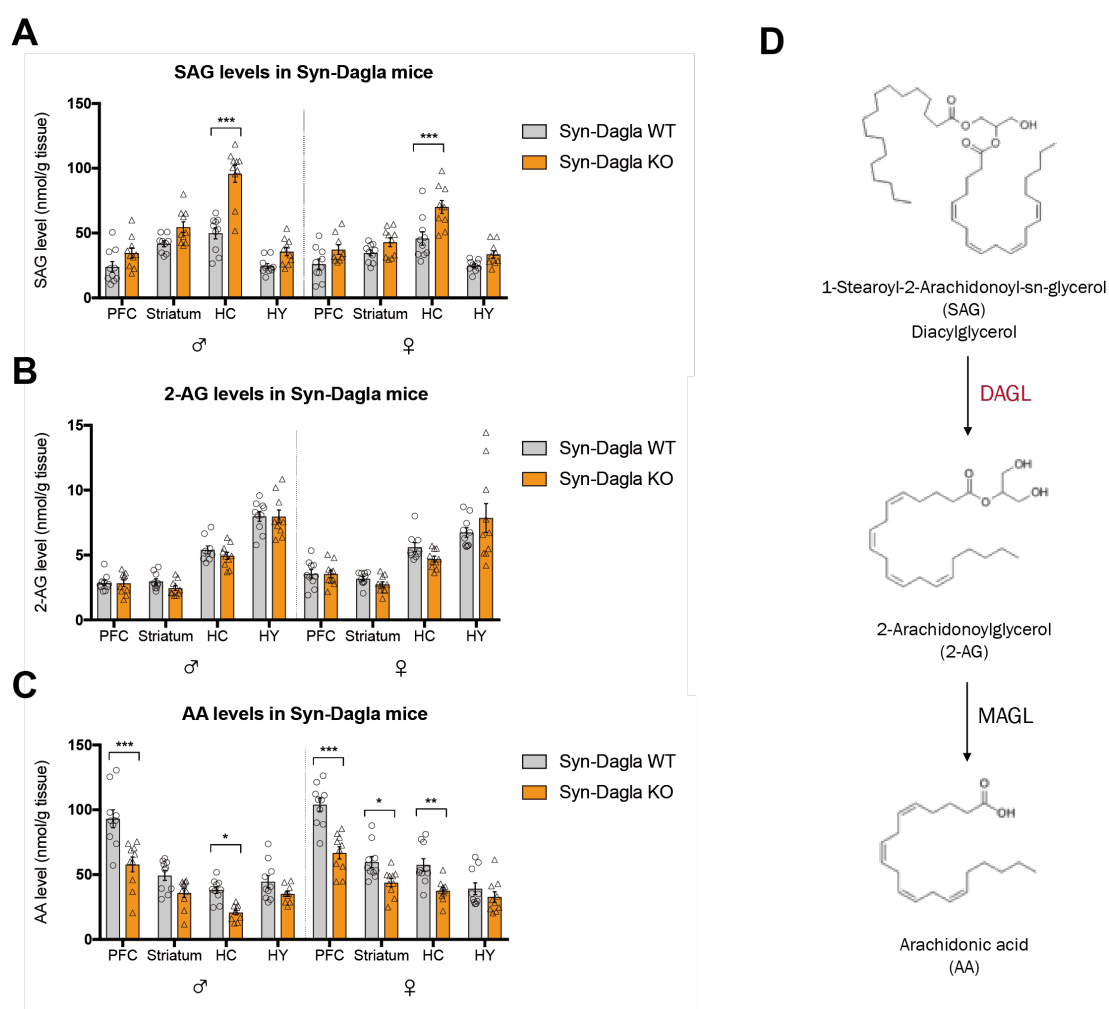 A
SAG levels in Syn-Dagla mice
SAG level (nmol/g tissue)
150
100
50
0
***
***
Syn-Dagla WT
Syn-Dagla KO
PFC Striatum HC HY PFC Striatum HC HY
♂ ♀
B
2-AG levels in Syn-Dagla mice
2-AG level (nmol/g tissue)
15
10
5
0
Syn-Dagla WT
Syn-Dagla KO
PFC Striatum HC HY PFC Striatum HC HY
♂ ♀
C
AA levels in Syn-Dagla mice
AA level (nmol/g tissue)
150
100
50
0
***
*
***
*
**
Syn-Dagla WT
Syn-Dagla KO
PFC Striatum HC HY PFC Striatum HC HY
♂ ♀
D
O
O
OH
O
O
1-Stearoyl-2-Arachidonoyl-sn-glycerol
(SAG)
Diacylglycerol
DAGL
O
OH
O
OH
2-Arachidonoylglycerol
(2-AG)
MAGL
O
OH
Arachidonic acid
(AA)